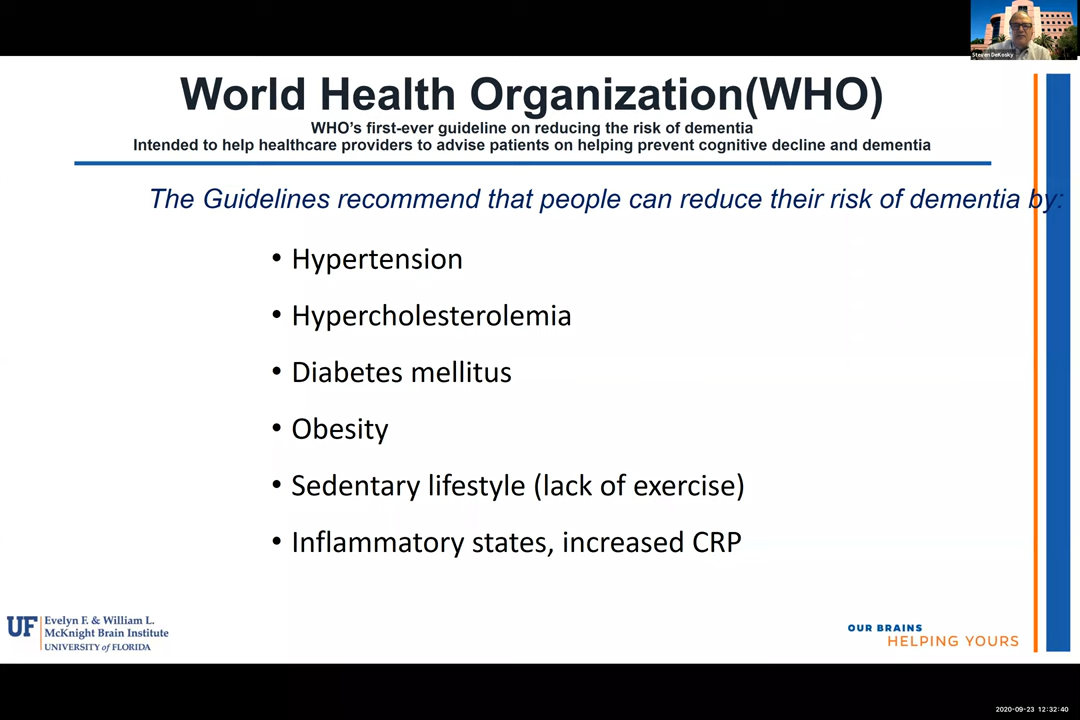 Steven DeKosky
World Health Organization(WHO)
WHO's first-ever guideline on reducing the risk of dementia
Intended to help healthcare providers to advise patients on helping prevent cognitive decline and dementia
The Guidelines recommend that people can reduce their risk of dementia by:
• Hypertension
• Hypercholesterolemia
• Diabetes mellitus
• Obesity
• Sedentary lifestyle (lack of exercise)
• Inflammatory states, increased CRP
UF
Evelyn F. & William L.
McKnight Brain Institute
UNIVERSITY of FLORIDA
OUR BRAINS
HELPING YOURS
2020-09-23 12:32:40